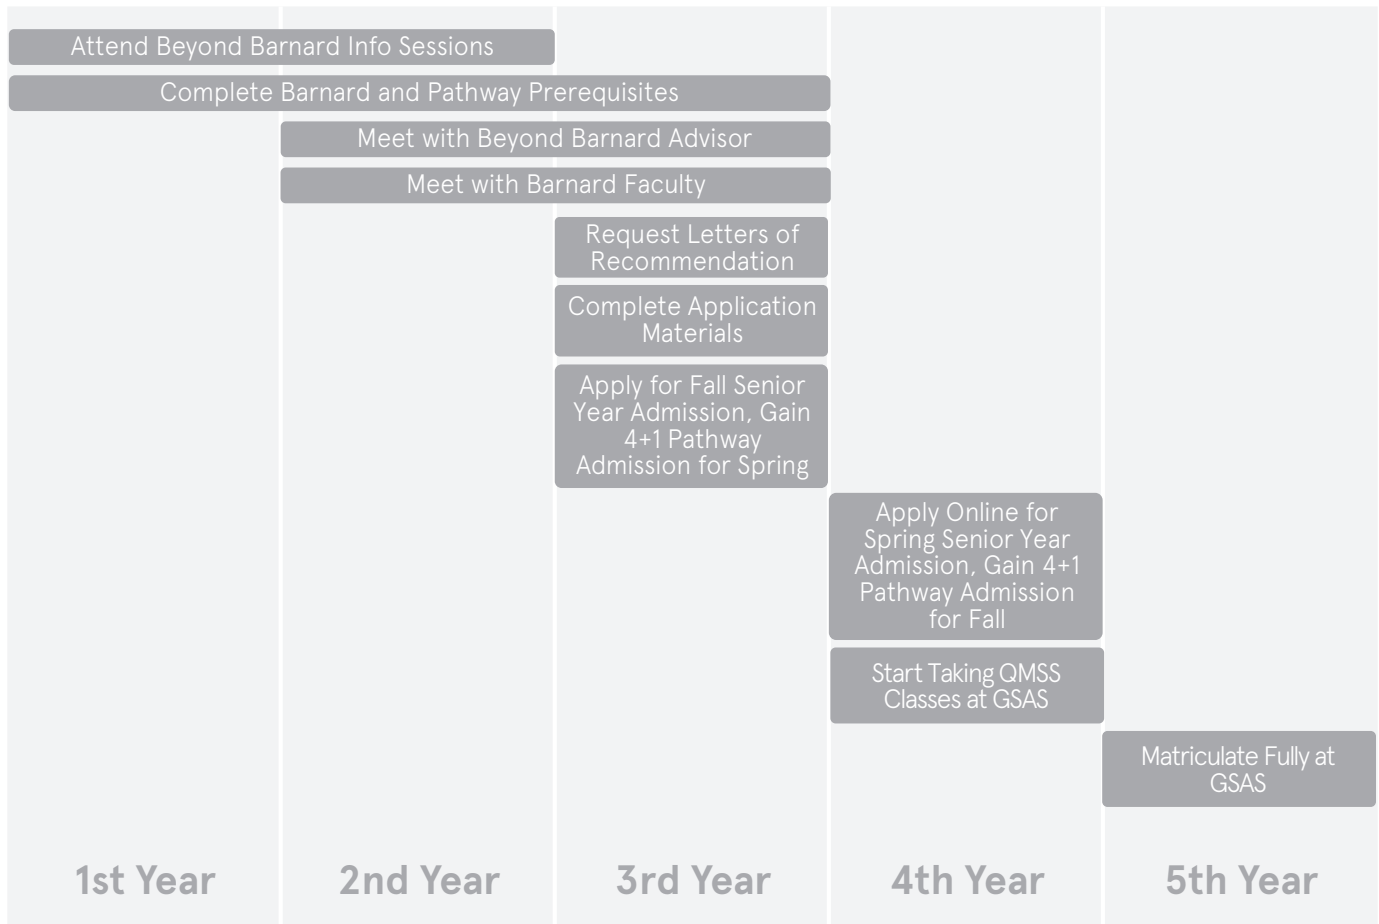 Attend Beyond Barnard Info Sessions
Complete Barnard and Pathway Prerequisites
Meet with Beyond Barnard Advisor
Meet with Barnard Faculty
Request Letters of
Recommendation
Complete Application
Materials
Apply for Fall Senior
Year Admission, Gain
4+1 Pathway
Admission for Spring
Apply Online for
Spring Senior Year
Admission, Gain 4+1
Pathway Admission
for Fall
Start Taking QMSS
Classes at GSAS
Matriculate Fully at
GSAS
1st Year
2nd Year
3rd Year
4th Year
5th Year